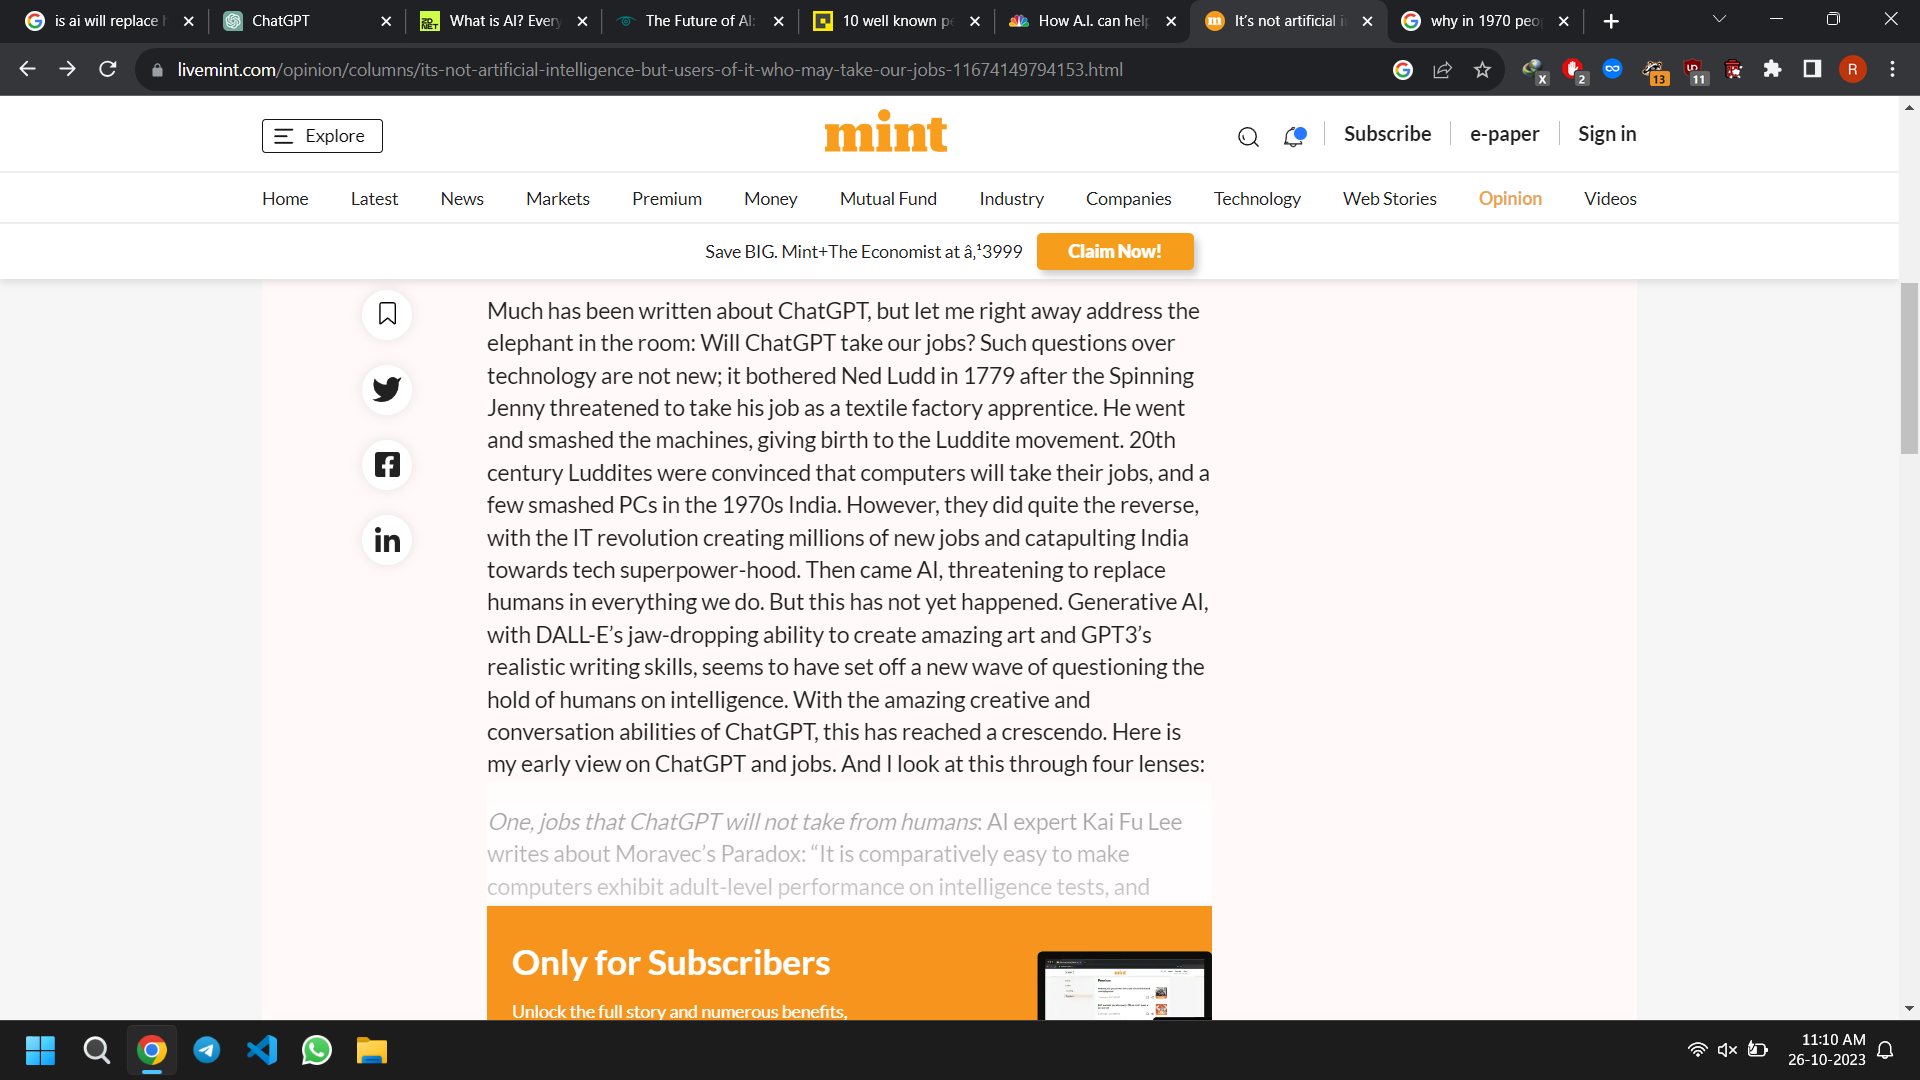 is ai will replace h
ChatGPT
What is AI? Every
The Future of AI:
10 well known pe
How A.I. can help
It's not artificial in
why in 1970 peop
livemint.com/opinion/columns/its-not-artificial-intelligence-but-users-of-it-who-may-take-our-jobs-11674149794153.html
X
2
13
11
R
Explore
mint
Subscribe
e-paper
Sign in
Home
Latest
News
Markets
Premium
Money
Mutual Fund
Industry
Companies
Technology
Web Stories
Opinion
Videos
Save BIG. Mint+The Economist at â‚¹3999
Claim Now!
Much has been written about ChatGPT, but let me right away address the
elephant in the room: Will ChatGPT take our jobs? Such questions over
technology are not new; it bothered Ned Ludd in 1779 after the Spinning
Jenny threatened to take his job as a textile factory apprentice. He went
and smashed the machines, giving birth to the Luddite movement. 20th
century Luddites were convinced that computers will take their jobs, and a
few smashed PCs in the 1970s India. However, they did quite the reverse,
with the IT revolution creating millions of new jobs and catapulting India
towards tech superpower-hood. Then came AI, threatening to replace
humans in everything we do. But this has not yet happened. Generative AI,
with DALL-E’s jaw-dropping ability to create amazing art and GPT3’s
realistic writing skills, seems to have set off a new wave of questioning the
hold of humans on intelligence. With the amazing creative and
conversation abilities of ChatGPT, this has reached a crescendo. Here is
my early view on ChatGPT and jobs. And I look at this through four lenses:
One, jobs that ChatGPT will not take from humans: AI expert Kai Fu Lee
writes about Moravec’s Paradox: “It is comparatively easy to make
computers exhibit adult-level performance on intelligence tests, and
Only for Subscribers
Unlock the full story and numerous benefits,
mint
11:10 AM
26-10-2023